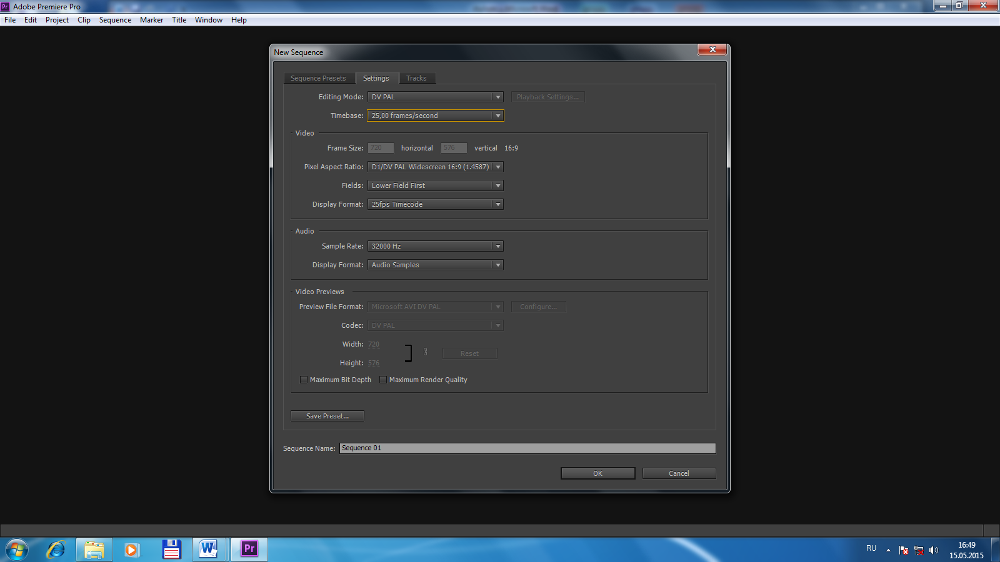 Pr Adobe Premiere Pro
File Edit Project Clip Sequence Marker Title Window Help
New Sequence
Sequence Presets Settings Tracks
Editing Mode: DV PAL Playback Settings...
Timebase: 25,00 frames/second
Video
Frame Size: 720 horizontal 576 vertical 16:9
Pixel Aspect Ratio: D1/DV PAL Widescreen 16:9 (1.4587)
Fields: Lower Field First
Display Format: 25fps Timecode
Audio
Sample Rate: 32000 Hz
Display Format: Audio Samples
Video Previews
Preview File Format: Microsoft AVI DV PAL Configure...
Codec: DV PAL
Width: 720
Reset
Height: 576
Maximum Bit Depth Maximum Render Quality
Save Preset...
Sequence Name: Sequence 01
OK Cancel
W Pr RU 16:49
15.05.2015